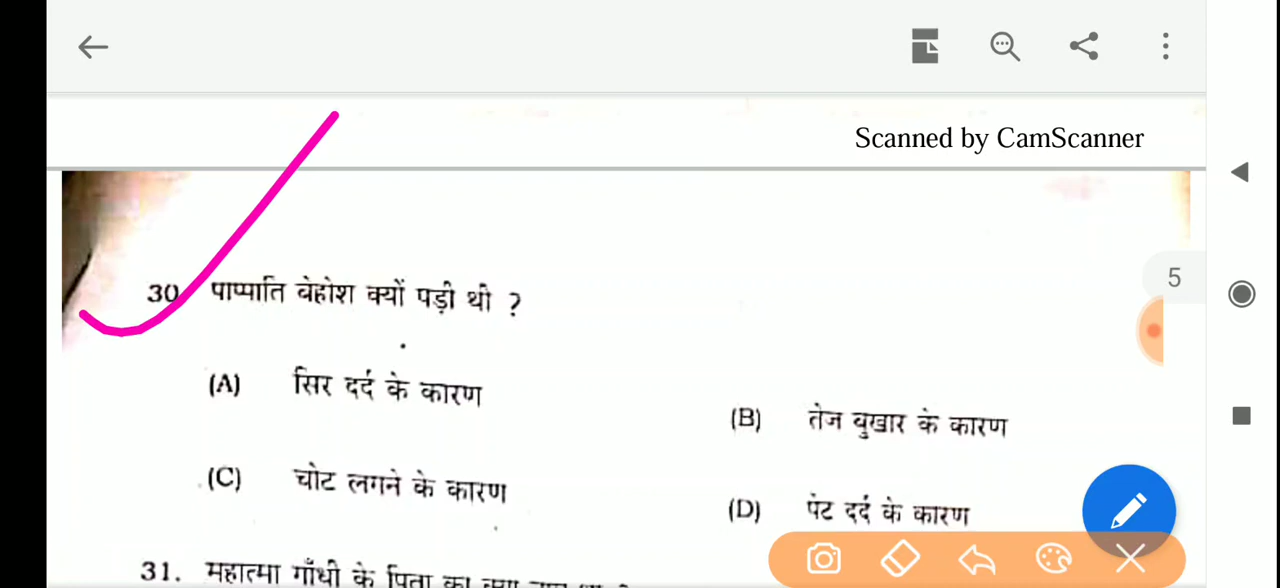 Scanned by CamScanner
5
30. पाप्पाति बेहोश क्यों पड़ी थी ?
(A) सिर दर्द के कारण
(B) तेज बुखार के कारण
(C) चोट लगने के कारण
(D) पेट दर्द के कारण
31. महात्मा गाँधी के पिता का क्या